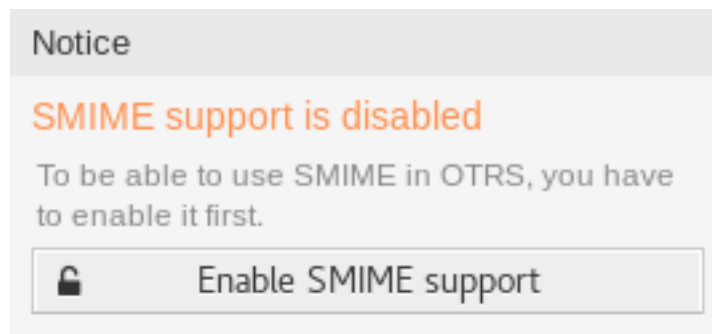 Notice
SMIME support is disabled
To be able to use SMIME in OTRS, you have
to enable it first.
Enable SMIME support